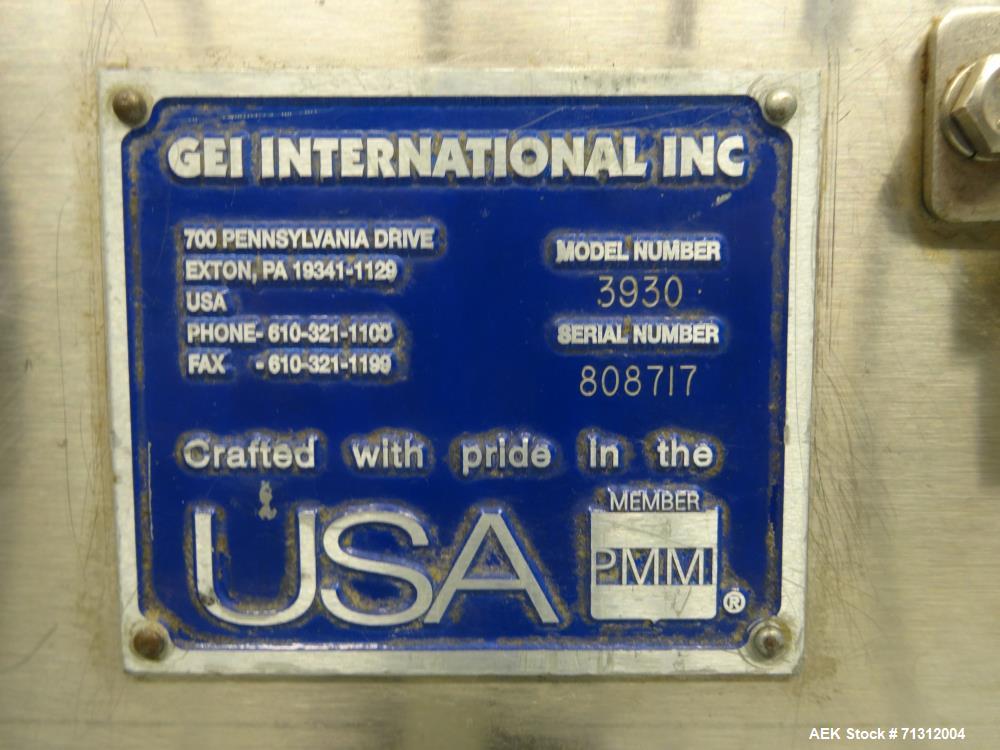 GEI INTERNATIONAL INC
700 PENNSYLVANIA DRIVE
EXTON, PA 19341-1129
USA
PHONE- 610-321-1100
FAX - 610-321-1199
MODEL NUMBER
3930
SERIAL NUMBER
808717
Crafted with pride in the
USA
MEMBER
PMMI
®
AEK Stock # 71312004